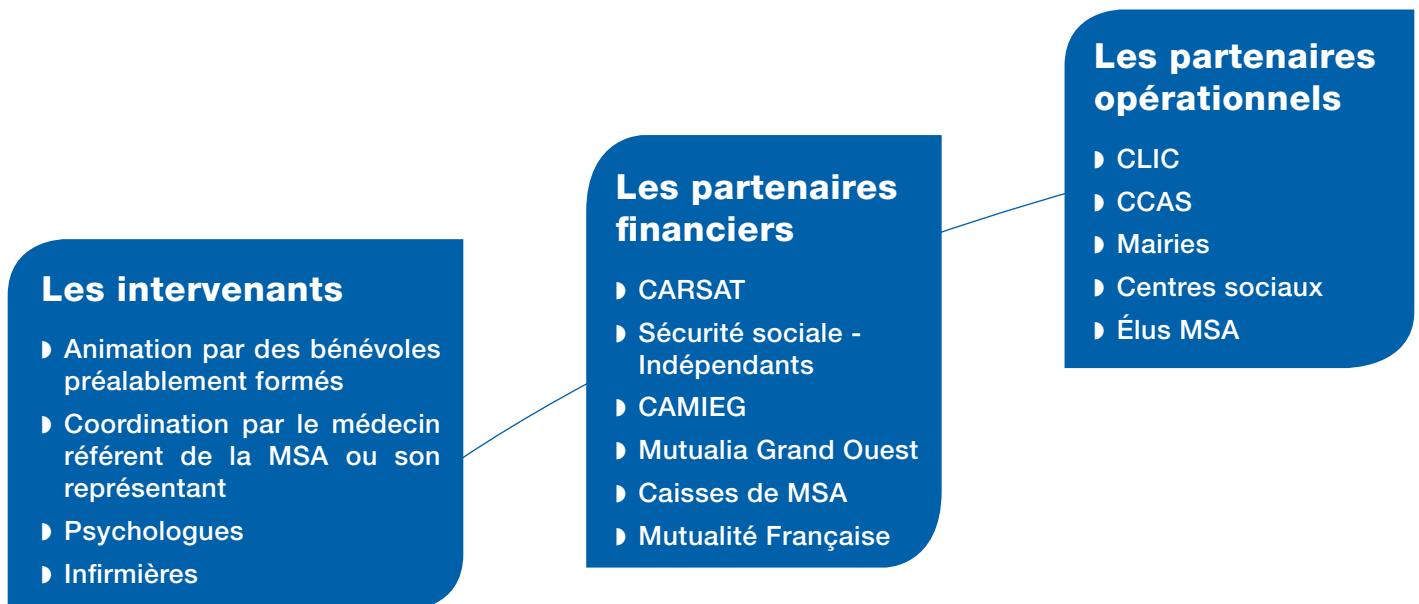 Les intervenants
◗ Animation par des bénévoles
préalablement formés
◗ Coordination par le médecin
référent de la MSA ou son
représentant
◗ Psychologues
◗ Infirmières
Les partenaires
financiers
◗ CARSAT
◗ Sécurité sociale -
Indépendants
◗ CAMIEG
◗ Mutualia Grand Ouest
◗ Caisses de MSA
◗ Mutualité Française
Les partenaires
opérationnels
◗ CLIC
◗ CCAS
◗ Mairies
◗ Centres sociaux
◗ Élus MSA